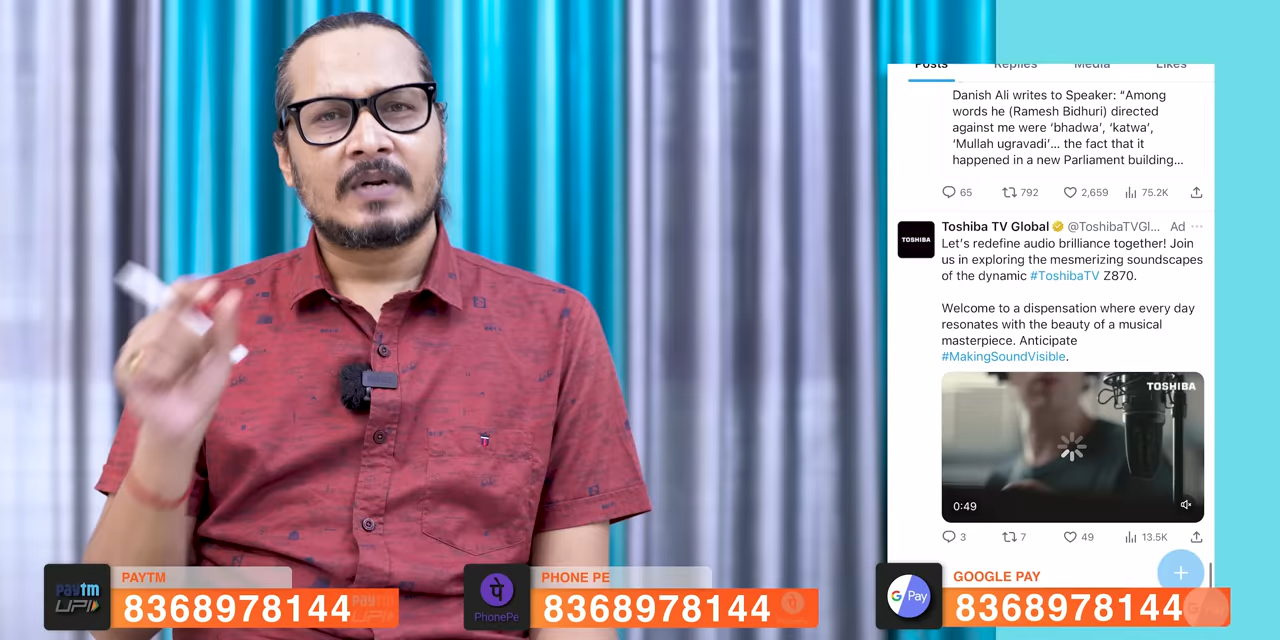 Posts Replies Media Likes
Danish Ali writes to Speaker: “Among
words he (Ramesh Bidhuri) directed
against me were ‘bhadwa’, ‘katwa’,
‘Mullah ugravadi’... the fact that it
happened in a new Parliament building...
65 792 2,659 75.2K
Toshiba TV Global @ToshibaTVGl... Ad
TOSHIBA
Let's redefine audio brilliance together! Join
us in exploring the mesmerizing soundscapes
of the dynamic #ToshibaTV Z870.
Welcome to a dispensation where every day
resonates with the beauty of a musical
masterpiece. Anticipate
#MakingSoundVisible.
TOSHIBA
0:49
3 7 49 13.5K
paytm
UPI
PAYTM
8368978144
पे
PhonePe
PHONE PE
8368978144
G Pay
GOOGLE PAY
8368978144